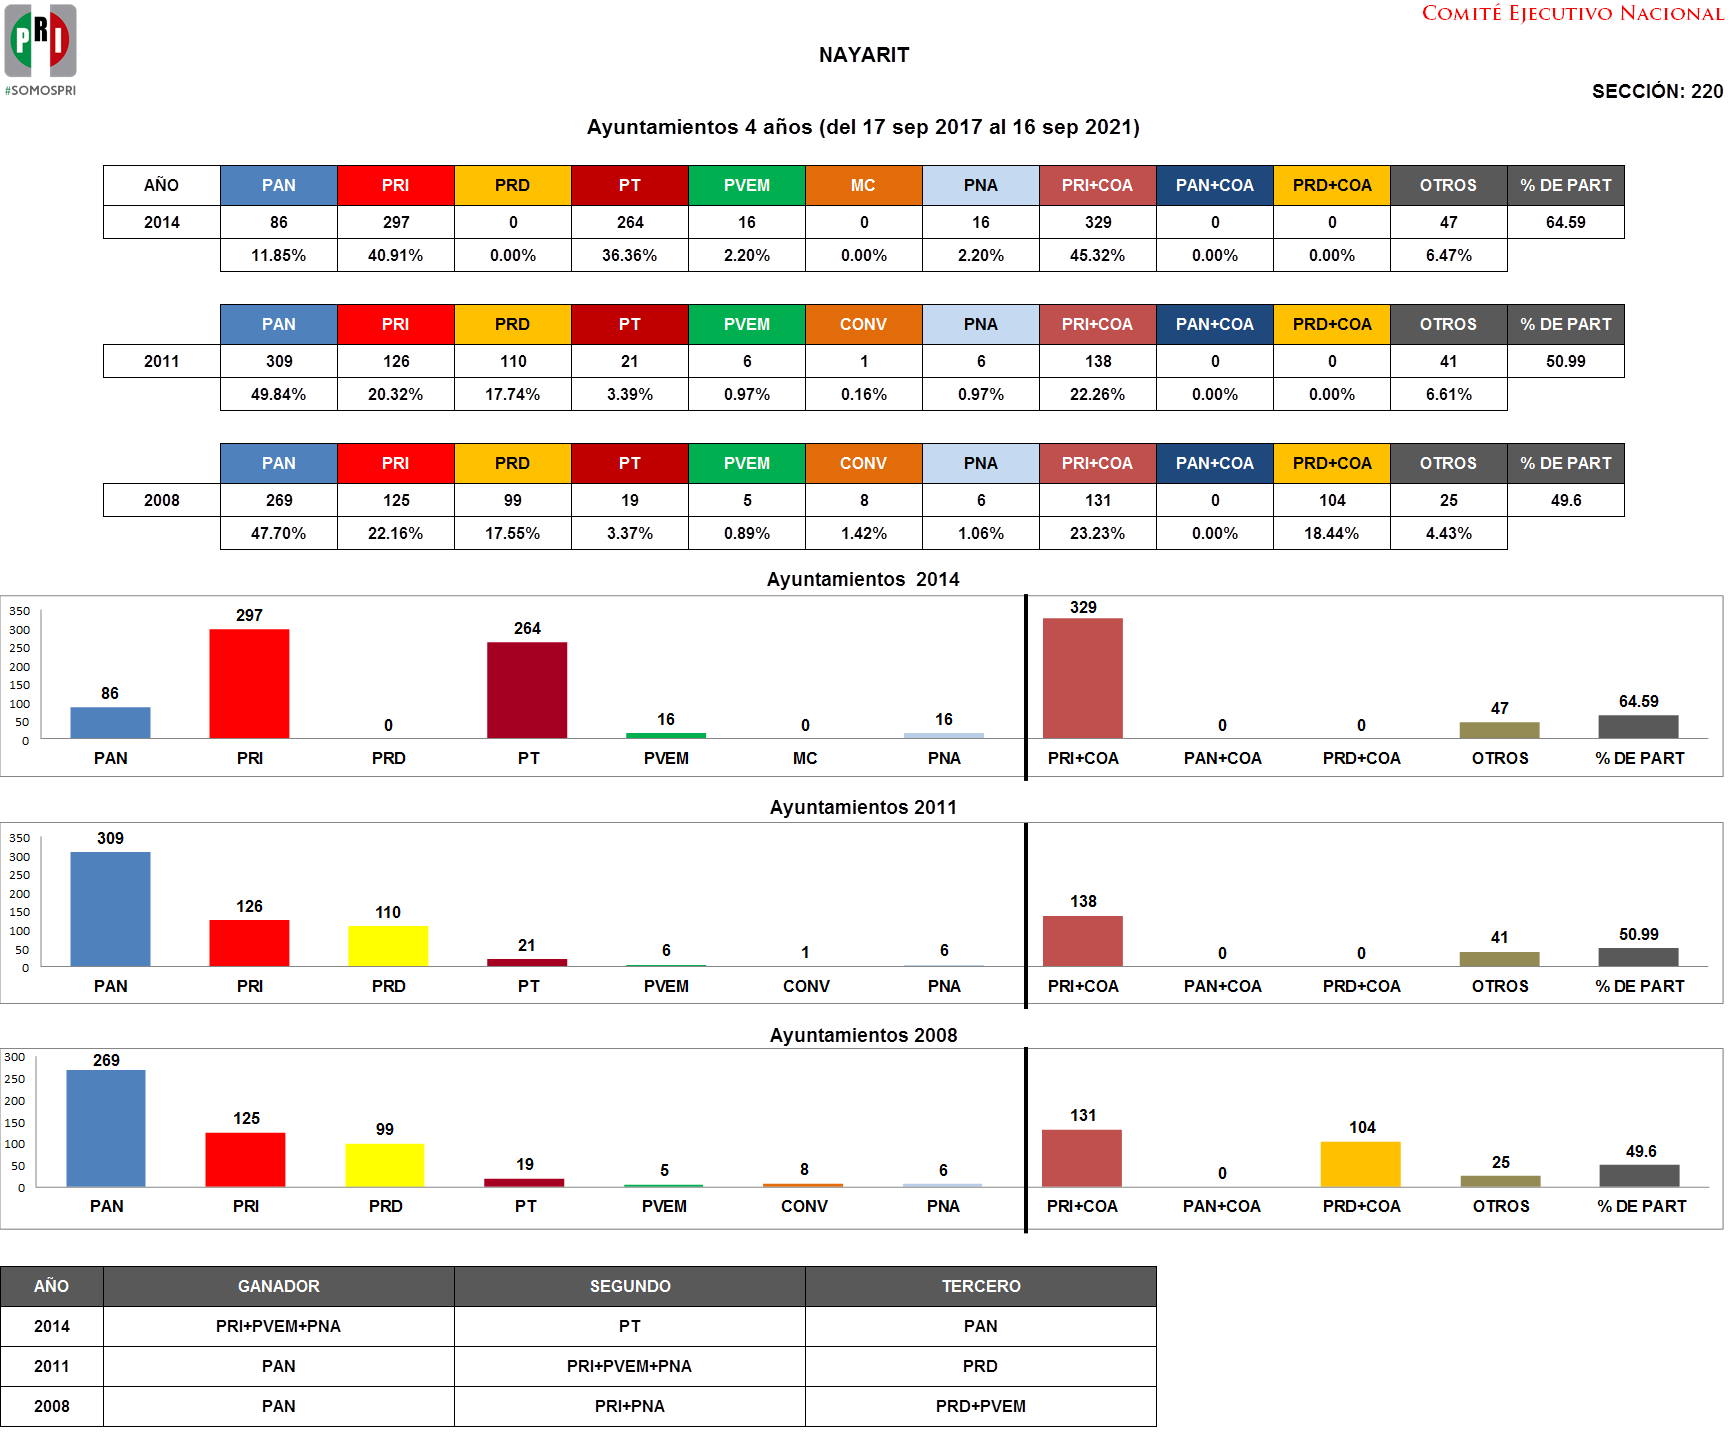 PRI
#SOMOSPRI
COMITÉ EJECUTIVO NACIONAL
NAYARIT
SECCIÓN: 220
Ayuntamientos 4 años (del 17 sep 2017 al 16 sep 2021)
AÑO PAN PRI PRD PT PVEM MC PNA PRI+COA PAN+COA PRD+COA OTROS % DE PART
2014 86 297 0 264 16 0 16 329 0 0 47 64.59
11.85% 40.91% 0.00% 36.36% 2.20% 0.00% 2.20% 45.32% 0.00% 0.00% 6.47%
PAN PRI PRD PT PVEM CONV PNA PRI+COA PAN+COA PRD+COA OTROS % DE PART
2011 309 126 110 21 6 1 6 138 0 0 41 50.99
49.84% 20.32% 17.74% 3.39% 0.97% 0.16% 0.97% 22.26% 0.00% 0.00% 6.61%
PAN PRI PRD PT PVEM CONV PNA PRI+COA PAN+COA PRD+COA OTROS % DE PART
2008 269 125 99 19 5 8 6 131 0 104 25 49.6
47.70% 22.16% 17.55% 3.37% 0.89% 1.42% 1.06% 23.23% 0.00% 18.44% 4.43%
Ayuntamientos 2014
350
300
250
200
150
100
50
0
86 297 0 264 16 0 16 329 0 0 47 64.59
PAN PRI PRD PT PVEM MC PNA PRI+COA PAN+COA PRD+COA OTROS % DE PART
Ayuntamientos 2011
350
300
250
200
150
100
50
0
309 126 110 21 6 1 6 138 0 0 41 50.99
PAN PRI PRD PT PVEM CONV PNA PRI+COA PAN+COA PRD+COA OTROS % DE PART
Ayuntamientos 2008
300
250
200
150
100
50
0
269 125 99 19 5 8 6 131 0 104 25 49.6
PAN PRI PRD PT PVEM CONV PNA PRI+COA PAN+COA PRD+COA OTROS % DE PART
AÑO GANADOR SEGUNDO TERCERO
2014 PRI+PVEM+PNA PT PAN
2011 PAN PRI+PVEM+PNA PRD
2008 PAN PRI+PNA PRD+PVEM